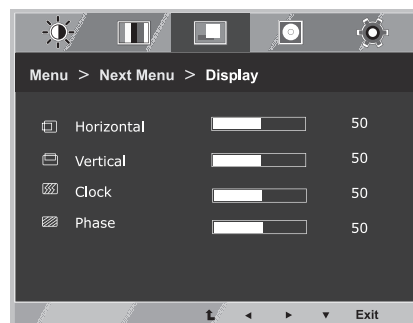 Menu > Next Menu > Display
Horizontal 50
Vertical 50
Clock 50
Phase 50
Exit